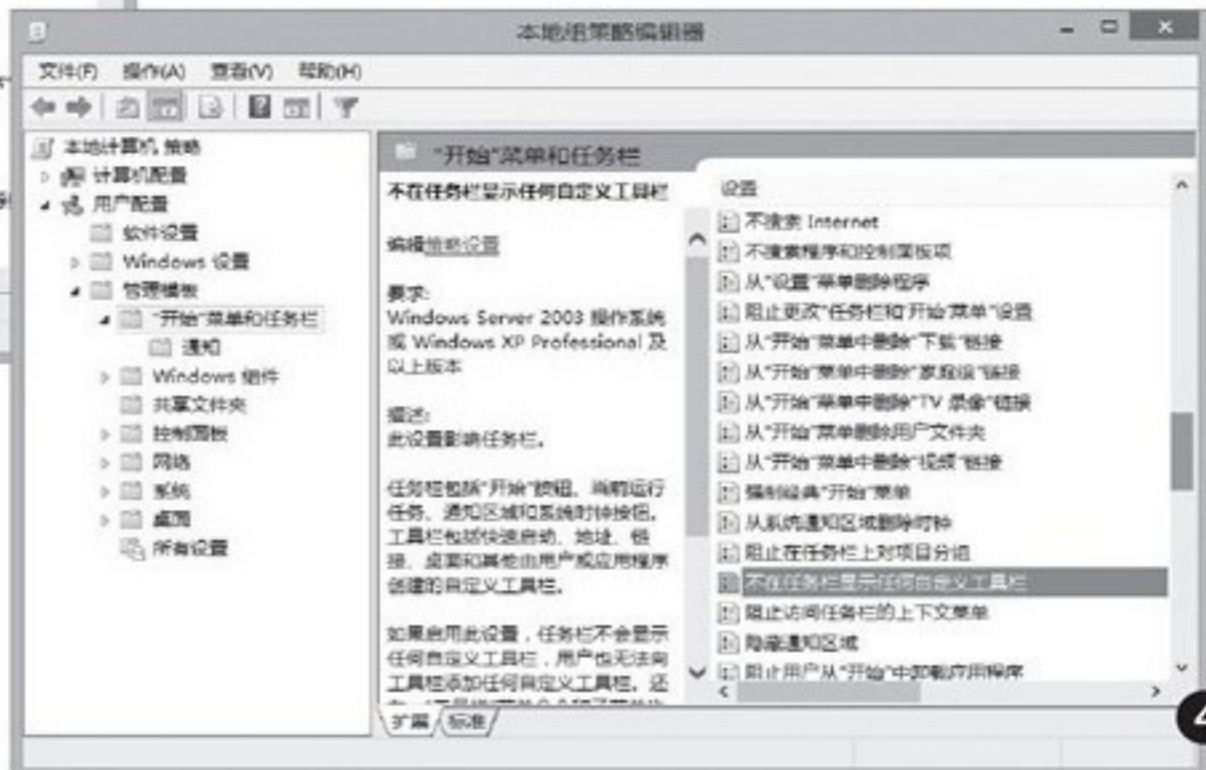 本地组策略编辑器
文件(F) 操作(A) 查看(V) 帮助(H)
本地计算机 策略
计算机配置
用户配置
软件设置
Windows 设置
管理模板
"开始"菜单和任务栏
通知
Windows 组件
共享文件夹
控制面板
网络
系统
桌面
所有设置
"开始"菜单和任务栏
不在任务栏显示任何自定义工具栏
编辑策略设置
要求:
Windows Server 2003 操作系统
或 Windows XP Professional 及
以上版本
描述:
此设置影响任务栏。
任务栏包括"开始"按钮、当前运行
任务、通知区域和系统时钟按钮。
工具栏包括快速启动、地址、链
接、桌面和其他由用户或应用程序
创建的自定义工具栏。
如果启用此设置，任务栏不会显示
任何自定义工具栏，用户也无法向
工具栏添加任何自定义工具栏。还
设置
不搜索 Internet
不搜索程序和控制面板项
从"设置"菜单删除程序
阻止更改"任务栏和'开始'菜单"设置
从"开始"菜单中删除"下载"链接
从"开始"菜单中删除"家庭组"链接
从"开始"菜单中删除"TV 录像"链接
从"开始"菜单删除用户文件夹
从"开始"菜单中删除"视频"链接
强制经典"开始"菜单
从系统通知区域删除时钟
阻止在任务栏上对项目分组
不在任务栏显示任何自定义工具栏
阻止访问任务栏的上下文菜单
隐藏通知区域
阻止用户从"开始"中卸载应用程序
扩展 标准
4